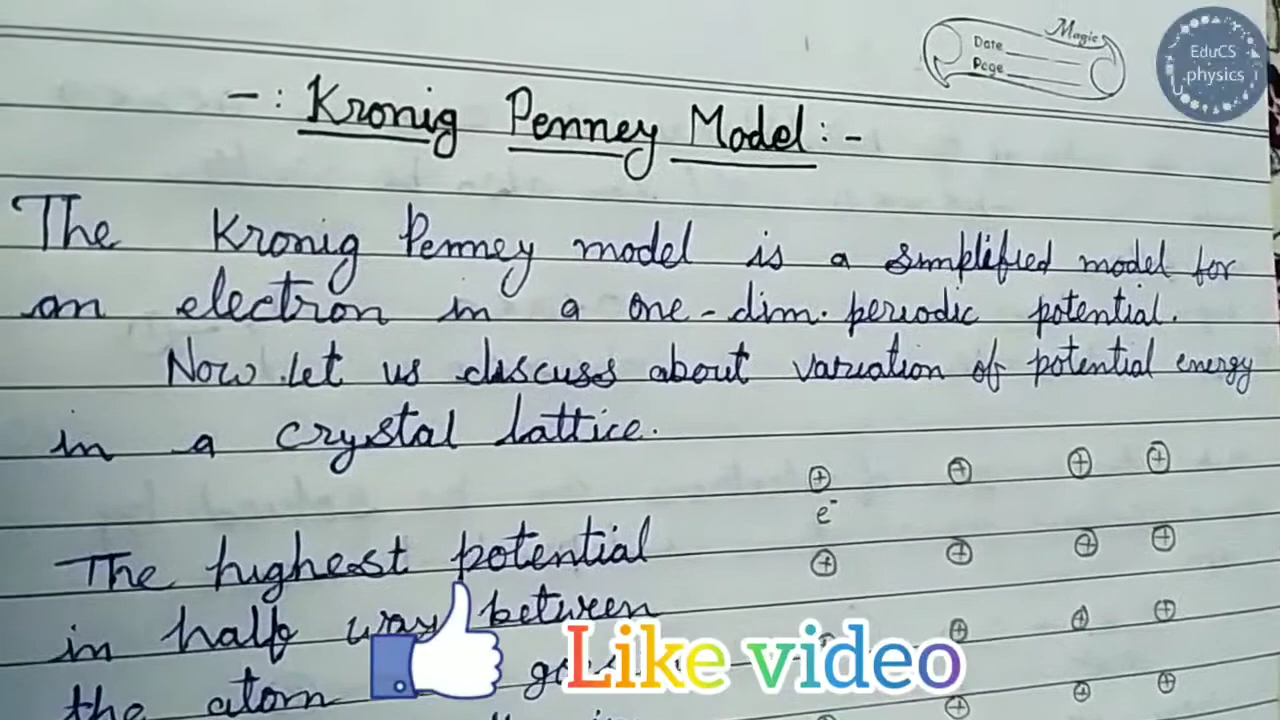 Magic
Date
Page
EduCS
.physics
-: Kronig Penney Model :-
The Kronig Penney model is a simplified model for
an electron in a one-dim. periodic potential.
Now let us discuss about variation of potential energy
in a crystal lattice.
⊕ ⊕ ⊕ ⊕
e-
⊕ ⊕ ⊕ ⊕
The highest potential
in half way between
⊕ ⊕ ⊕
the atom
⊕ ⊕ ⊕
Like video